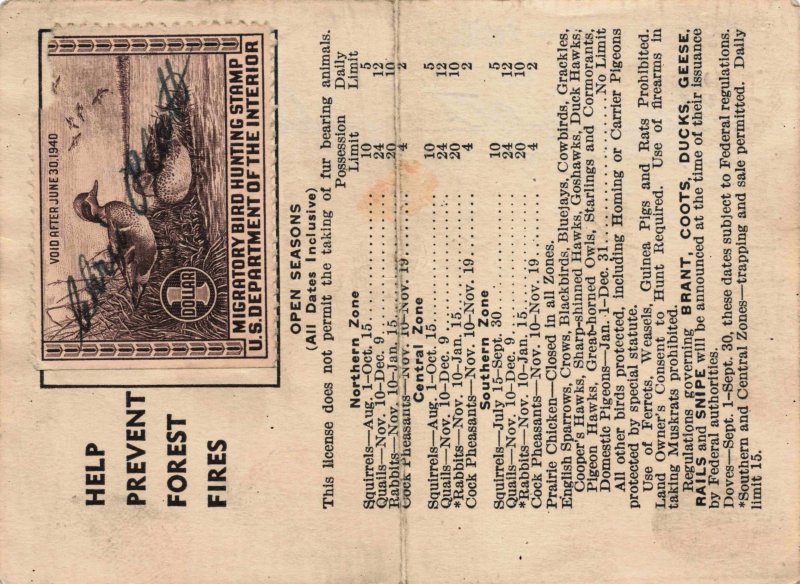 HELP
PREVENT
FOREST
FIRES
VOID AFTER JUNE 30, 1940
1
DOLLAR
MIGRATORY BIRD HUNTING STAMP
U.S. DEPARTMENT OF THE INTERIOR
OPEN SEASONS
(All Dates Inclusive)
This license does not permit the taking of fur bearing animals.
Possession Daily
Northern Zone Limit Limit
Squirrels—Aug. 1-Oct. 15 10 5
Quails—Nov. 10-Dec. 9 24 12
Rabbits—Nov. 10-Jan. 15 20 10
Cock Pheasants—Nov. 10-Nov. 19 4 2
Central Zone
Squirrels—Aug. 1-Oct. 15 10 5
Quails—Nov. 10-Dec. 9 24 12
*Rabbits—Nov. 10-Jan. 15 20 10
Cock Pheasants—Nov. 10-Nov. 19 4 2
Southern Zone
Squirrels—July 15-Sept. 30 10 5
Quails—Nov. 10-Dec. 9 24 12
*Rabbits—Nov. 10-Jan. 15 20 10
Cock Pheasants—Nov. 10-Nov. 19 4 2
Prairie Chicken—Closed in all Zones.
English Sparrows, Crows, Blackbirds, Bluejays, Cowbirds, Grackles,
Cooper's Hawks, Sharp-shinned Hawks, Goshawks, Duck Hawks;
Pigeon Hawks, Great-horned Owls, Starlings and Cormorants,
Domestic Pigeons—Jan. 1-Dec. 31 No Limit
All other birds protected, including Homing or Carrier Pigeons
protected by special statute.
Use of Ferrets, Weasels, Guinea Pigs and Rats Prohibited.
Land Owner's Consent to Hunt Required. Use of firearms in
taking Muskrats prohibited.
Regulations governing BRANT, COOTS, DUCKS, GEESE,
RAILS and SNIPE will be announced at the time of their issuance
by Federal authorities.
Doves—Sept. 1-Sept. 30, these dates subject to Federal regulations.
*Southern and Central Zones—trapping and sale permitted. Daily
limit 15.